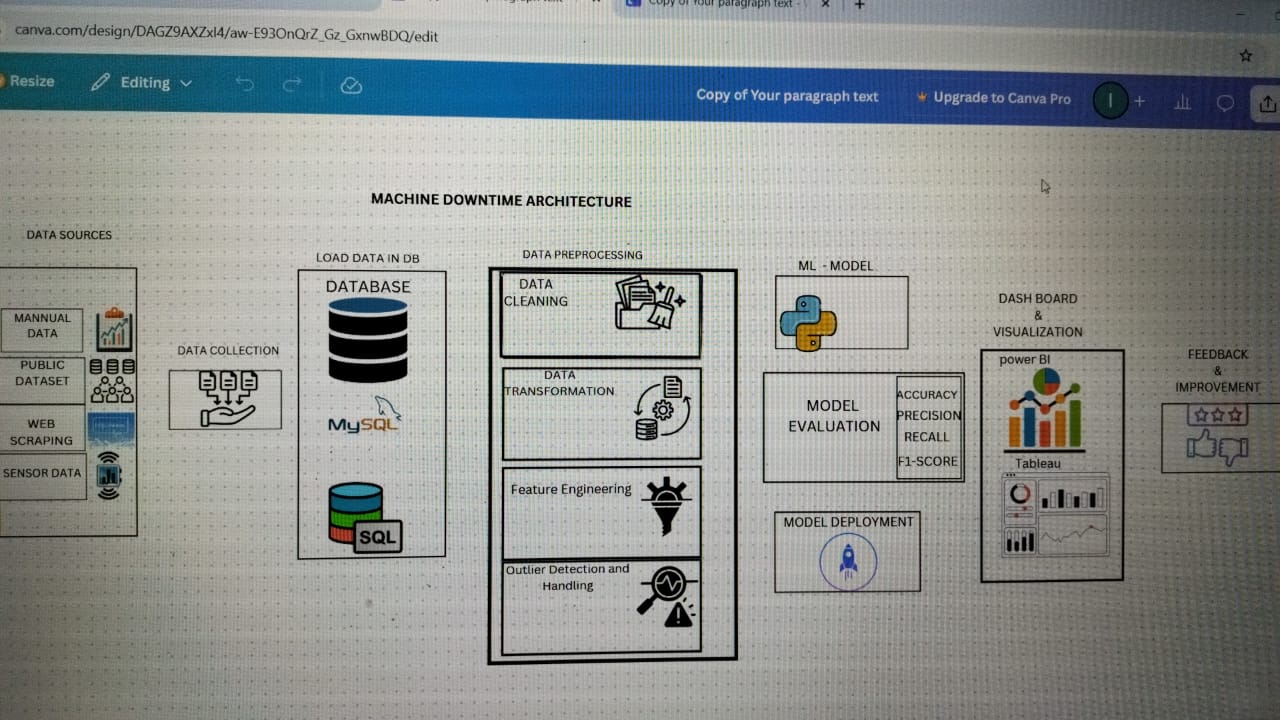 Copy of Your paragraph text -
canva.com/design/DAGZ9AXZxI4/aw-E93OnQrZ_Gz_GxnwBDQ/edit
Resize
Editing
Copy of Your paragraph text
Upgrade to Canva Pro
I
MACHINE DOWNTIME ARCHITECTURE
DATA SOURCES
MANNUAL
DATA
PUBLIC
DATASET
WEB
SCRAPING
SENSOR DATA
DATA COLLECTION
LOAD DATA IN DB
DATABASE
MySQL
SQL
DATA PREPROCESSING
DATA
CLEANING
DATA
TRANSFORMATION
Feature Engineering
Outlier Detection and
Handling
ML - MODEL
MODEL
EVALUATION
ACCURACY
PRECISION
RECALL
F1-SCORE
MODEL DEPLOYMENT
DASH BOARD
&
VISUALIZATION
power BI
Tableau
FEEDBACK
&
IMPROVEMENT